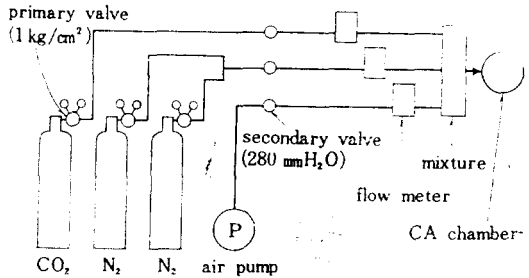 primary valve
(1 kg/cm²)
secondary valve
(280 mmH₂O)
mixture
flow meter
CA chamber
P
CO₂
N₂
N₂
air pump